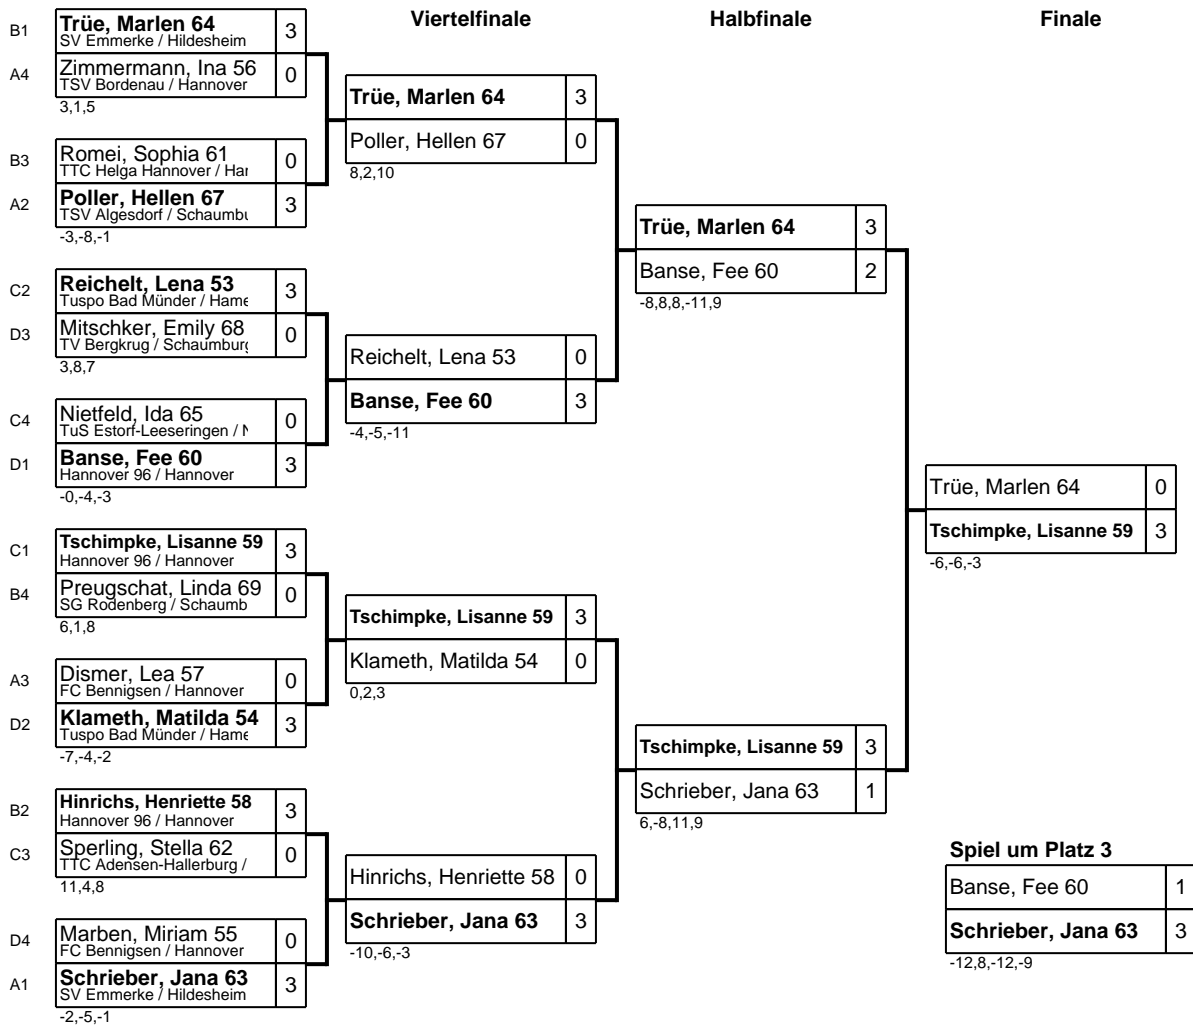 Viertelfinale
Halbfinale
Finale
B1
Trüe, Marlen 64
3
SV Emmerke / Hildesheim
A4
Zimmermann, Ina 56
0
TSV Bordenau / Hannover
3,1,5
B3
Romei, Sophia 61
0
TTC Helga Hannover / Har
A2
Poller, Hellen 67
3
TSV Algesdorf / Schaumbu
-3,-8,-1
C2
Reichelt, Lena 53
3
Tuspo Bad Münder / Hame
D3
Mitschker, Emily 68
0
TV Bergkrug / Schaumburg
3,8,7
C4
Nietfeld, Ida 65
0
TuS Estorf-Leeseringen / N
D1
Banse, Fee 60
3
Hannover 96 / Hannover
-0,-4,-3
C1
Tschimpke, Lisanne 59
3
Hannover 96 / Hannover
B4
Preugschat, Linda 69
0
SG Rodenberg / Schaumb
6,1,8
A3
Dismer, Lea 57
0
FC Bennigsen / Hannover
D2
Klameth, Matilda 54
3
Tuspo Bad Münder / Hame
-7,-4,-2
B2
Hinrichs, Henriette 58
3
Hannover 96 / Hannover
C3
Sperling, Stella 62
0
TTC Adensen-Hallerburg /
11,4,8
D4
Marben, Miriam 55
0
FC Bennigsen / Hannover
A1
Schrieber, Jana 63
3
SV Emmerke / Hildesheim
-2,-5,-1
Trüe, Marlen 64
3
Poller, Hellen 67
0
8,2,10
Reichelt, Lena 53
0
Banse, Fee 60
3
-4,-5,-11
Tschimpke, Lisanne 59
3
Klameth, Matilda 54
0
0,2,3
Hinrichs, Henriette 58
0
Schrieber, Jana 63
3
-10,-6,-3
Trüe, Marlen 64
3
Banse, Fee 60
2
-8,8,8,-11,9
Tschimpke, Lisanne 59
3
Schrieber, Jana 63
1
6,-8,11,9
Trüe, Marlen 64
0
Tschimpke, Lisanne 59
3
-6,-6,-3
Spiel um Platz 3
Banse, Fee 60
1
Schrieber, Jana 63
3
-12,8,-12,-9